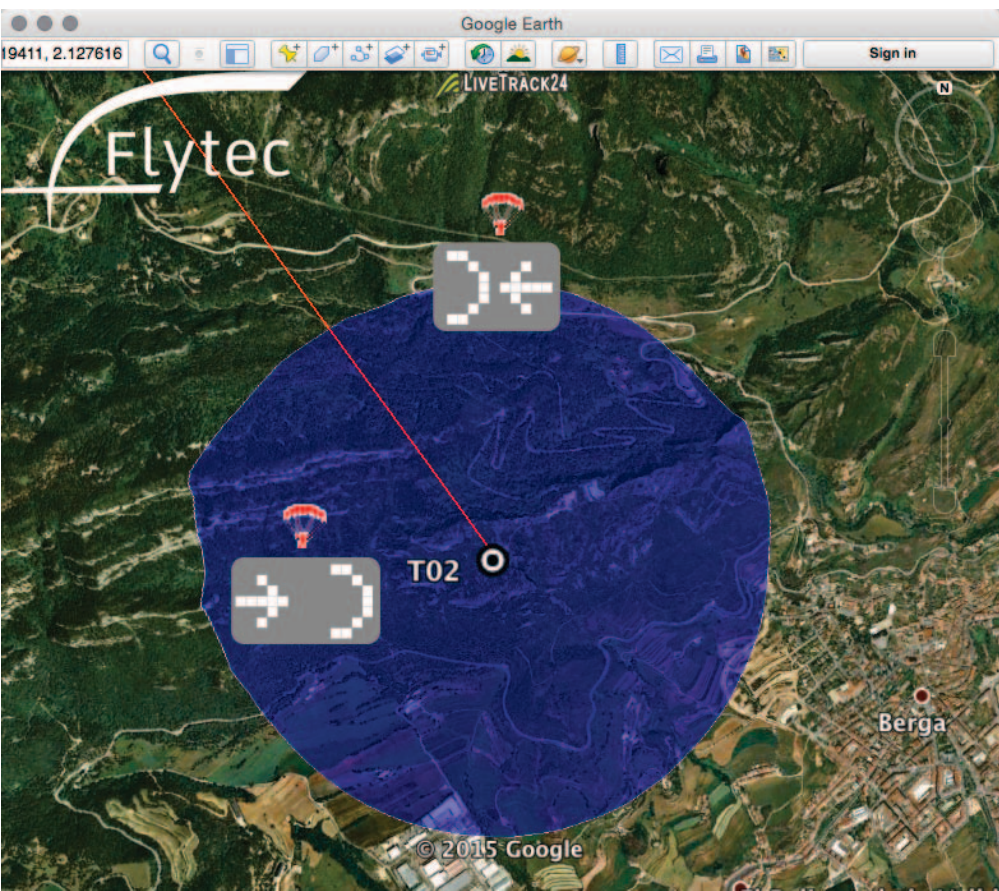 Google Earth
19411, 2.127616
Sign in
LIVETRACK24
N
Flytec
T02
Berga
© 2015 Google